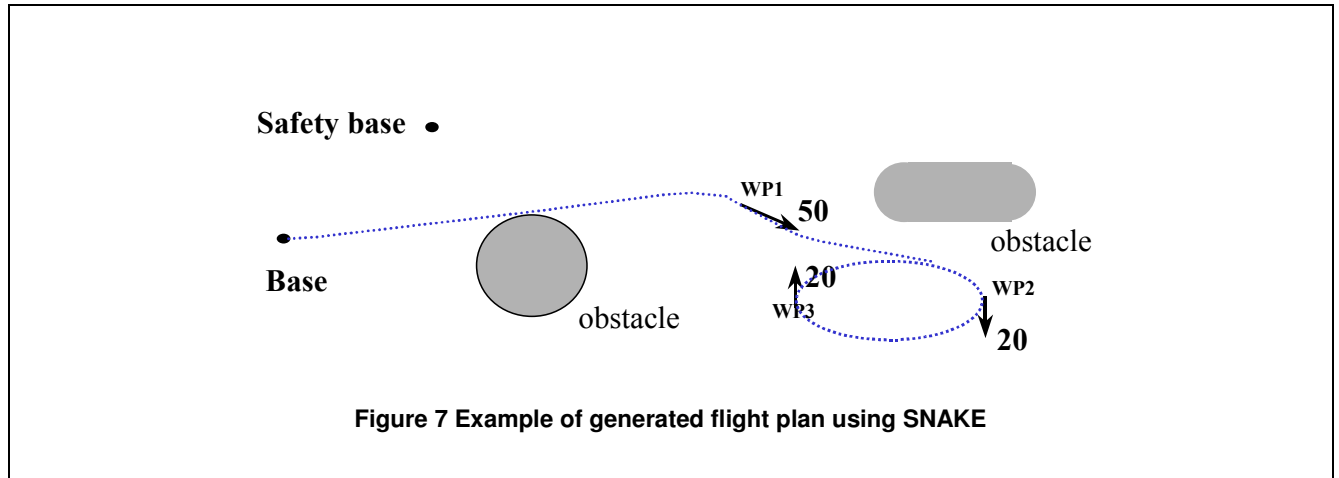 Safety base
WP1
50
obstacle
Base
20
WP2
WP3
obstacle
20
Figure 7 Example of generated flight plan using SNAKE